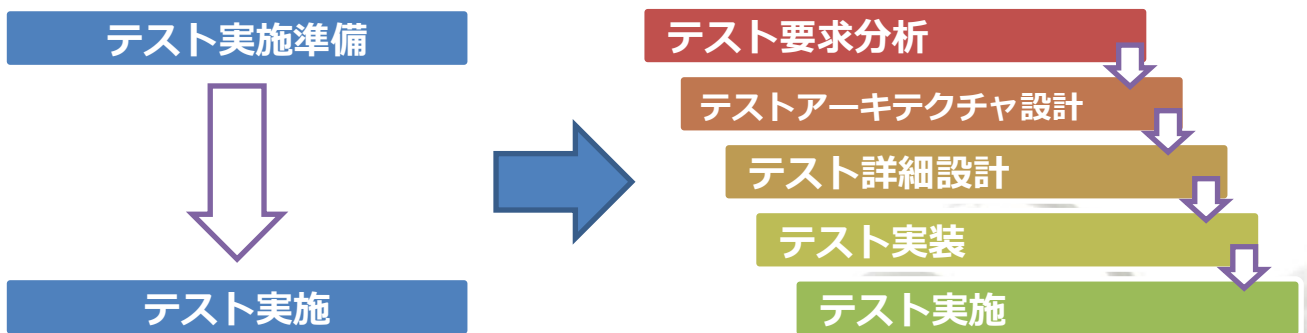 テスト実施準備
テスト実施
テスト要求分析
テストアーキテクチャ設計
テスト詳細設計
テスト実装
テスト実施